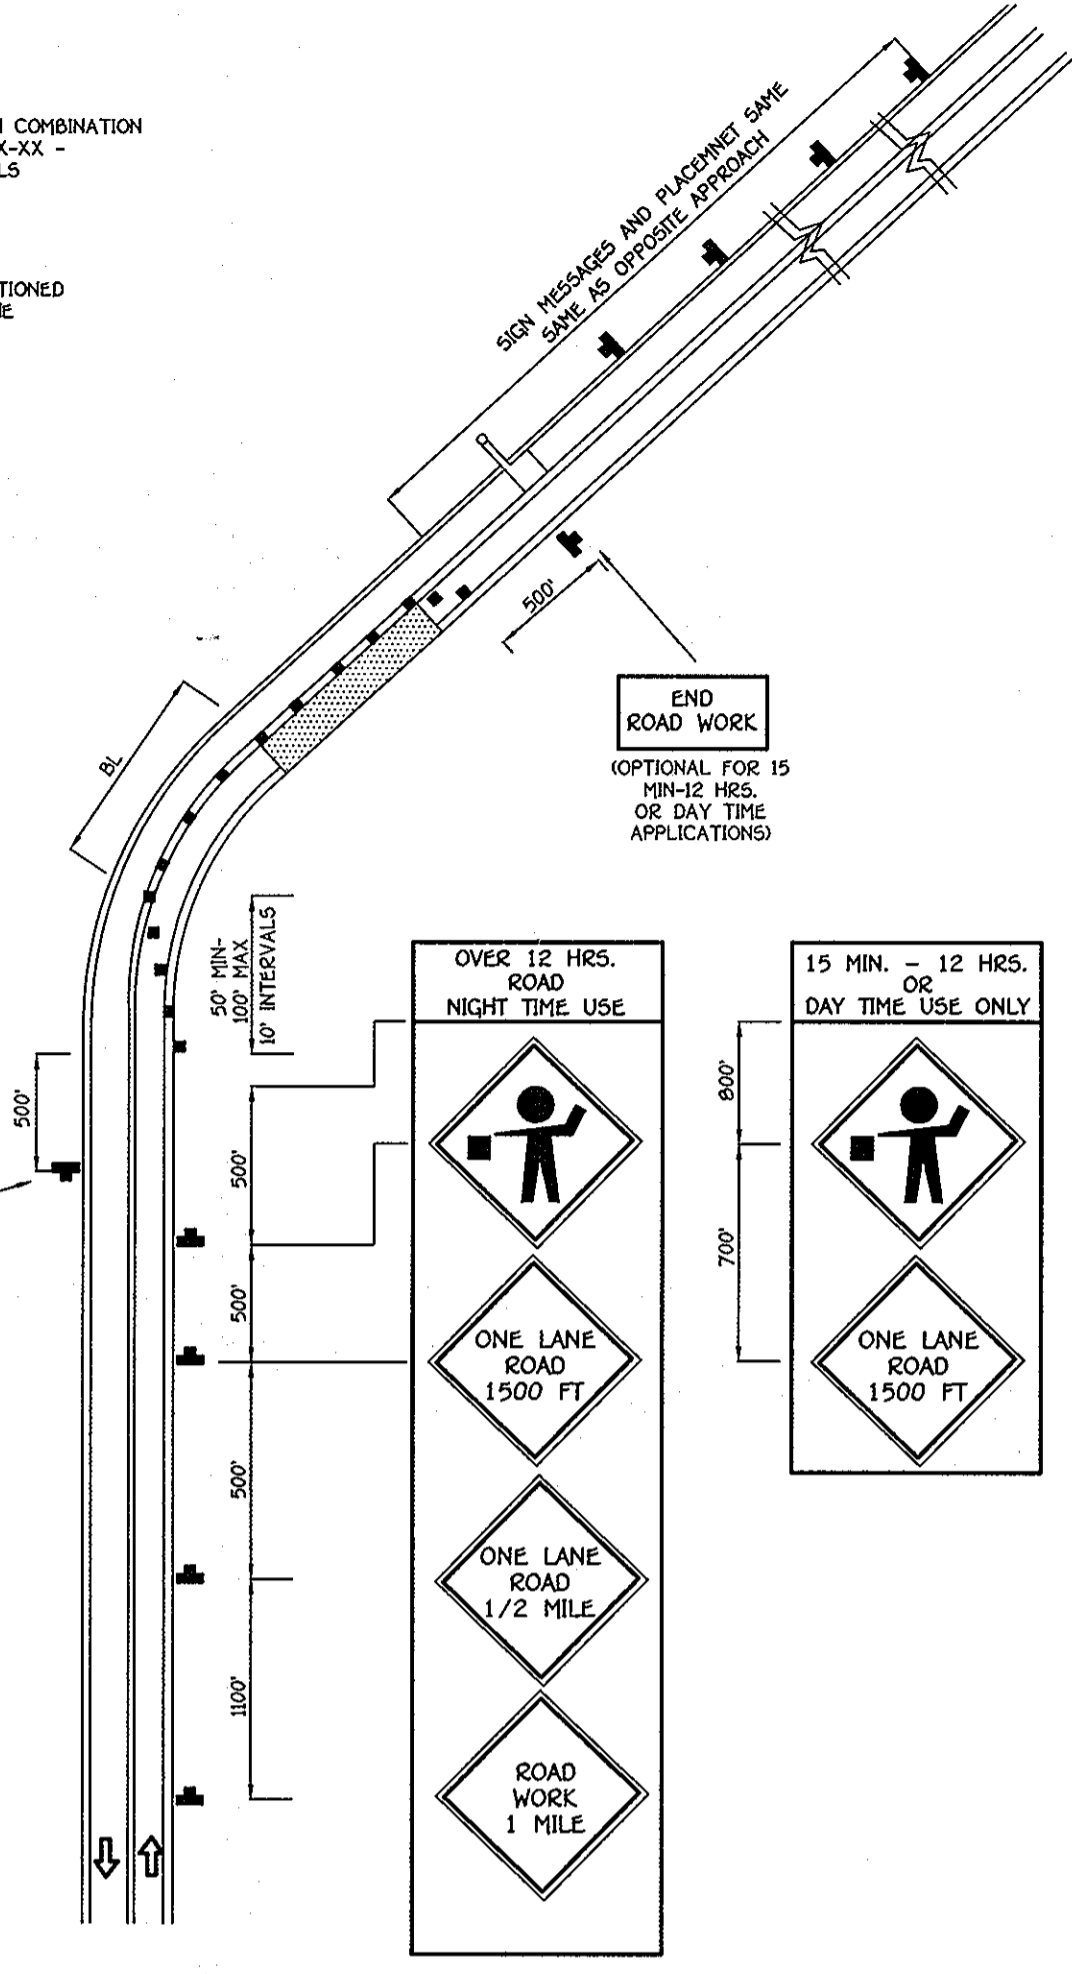 COMBINATION
X-XX -
LS
TIONED
NE
SIGN MESSAGES AND PLACEMNET SAME
SAME AS OPPOSITE APPROACH
500'
END
ROAD WORK
(OPTIONAL FOR 15
MIN-12 HRS.
OR DAY TIME
APPLICATIONS)
BL
50' MIN-
100' MAX
10' INTERVALS
500'
500'
500'
500'
1100'
OVER 12 HRS.
ROAD
NIGHT TIME USE
ONE LANE
ROAD
1500 FT
ONE LANE
ROAD
1/2 MILE
ROAD
WORK
1 MILE
15 MIN. - 12 HRS.
OR
DAY TIME USE ONLY
800'
700'
ONE LANE
ROAD
1500 FT